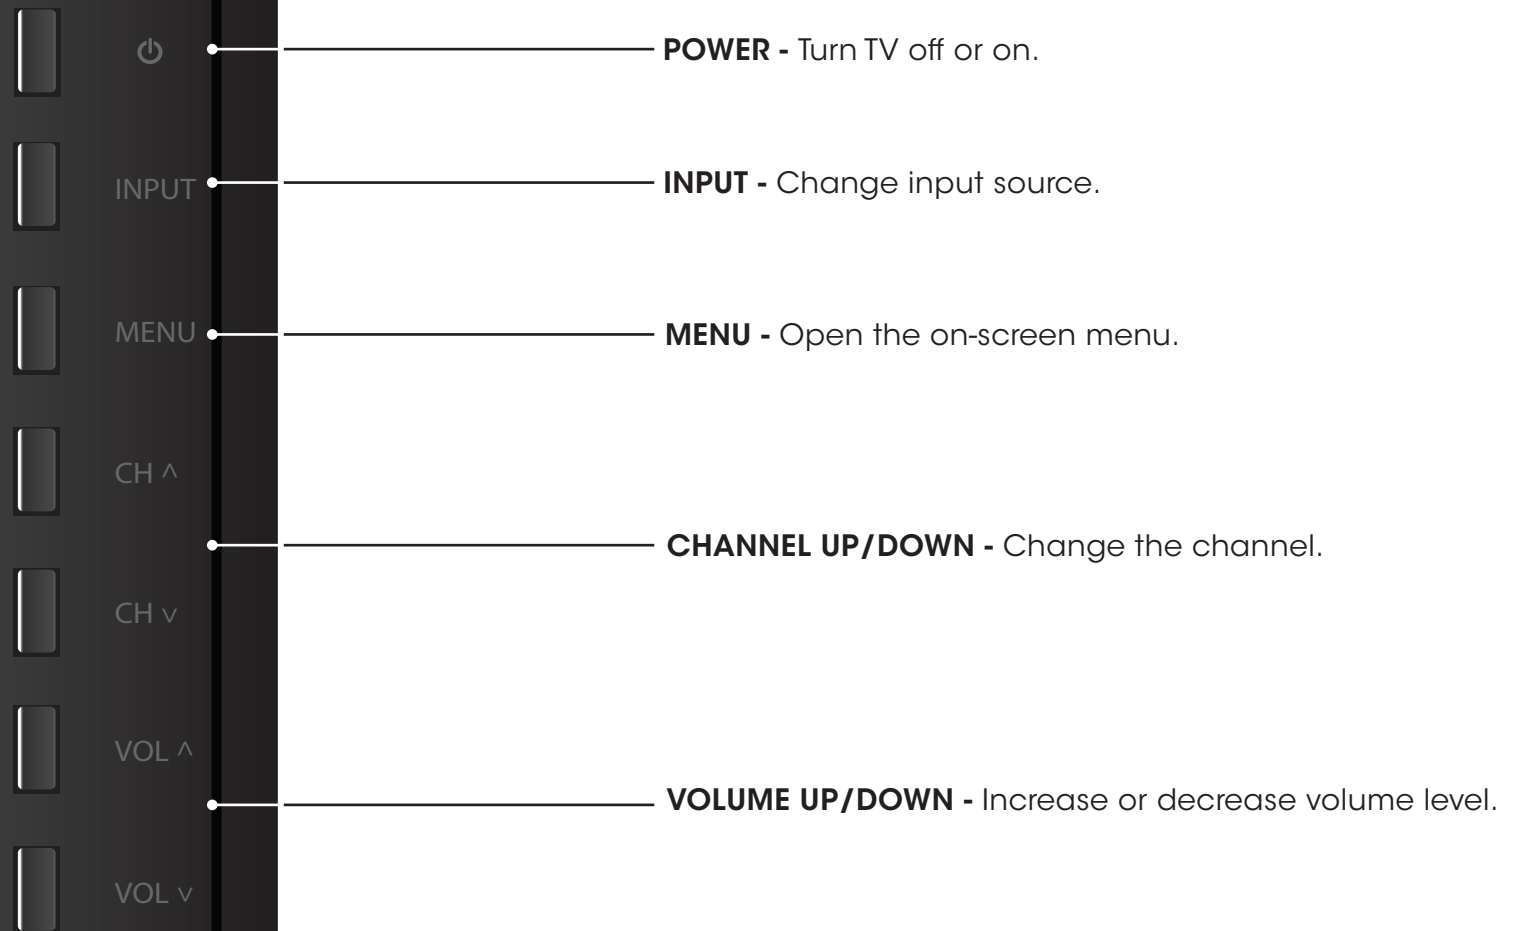 POWER - Turn TV off or on.
INPUT
INPUT - Change input source.
MENU
MENU - Open the on-screen menu.
CH ^
CHANNEL UP/DOWN - Change the channel.
CH v
VOL ^
VOLUME UP/DOWN - Increase or decrease volume level.
VOL v